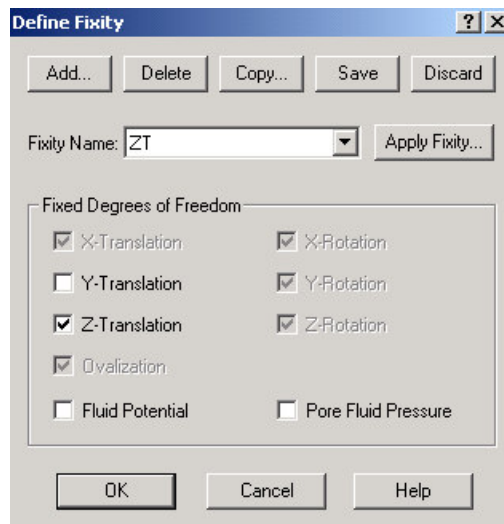 Define Fixity
Add... Delete Copy... Save Discard
Fixity Name: ZT Apply Fixity...
Fixed Degrees of Freedom
X-Translation X-Rotation
Y-Translation Y-Rotation
Z-Translation Z-Rotation
Ovalization
Fluid Potential Pore Fluid Pressure
OK Cancel Help